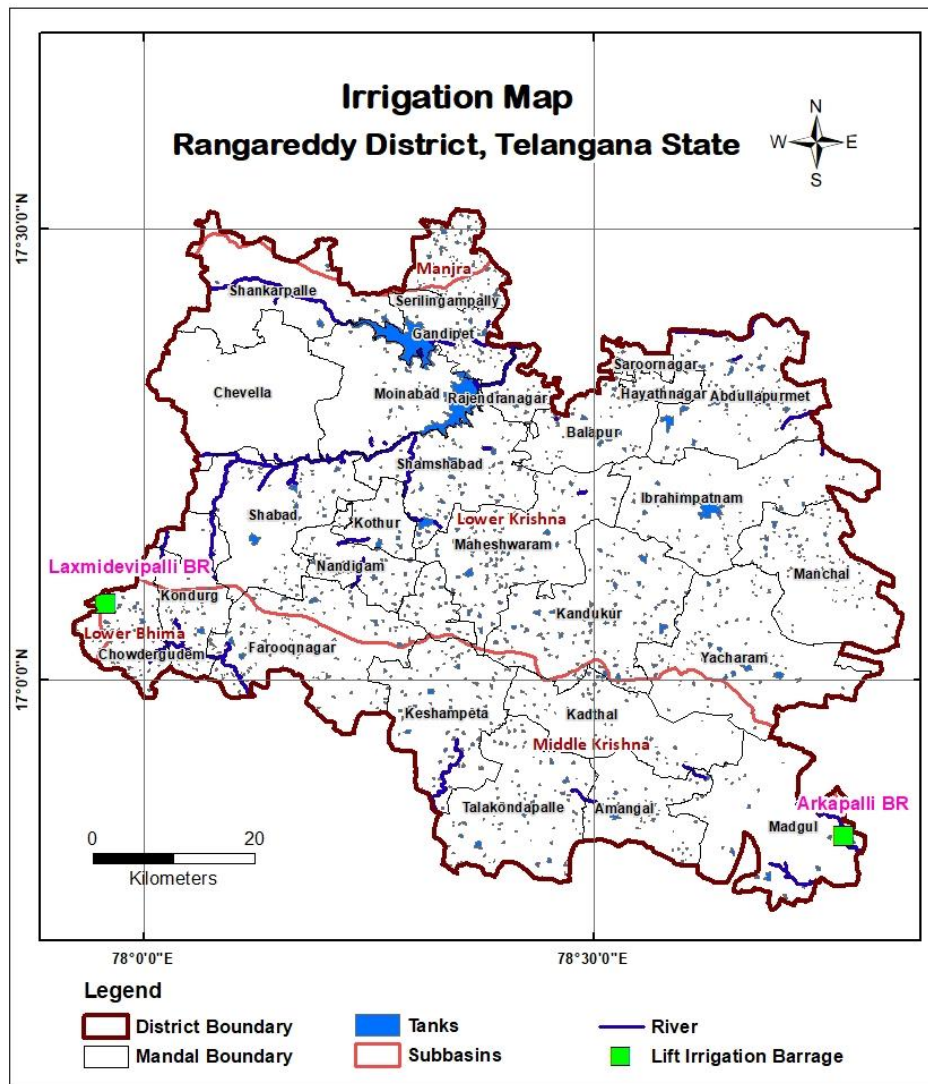 Irrigation Map
Rangareddy District, Telangana State
N
W E
S
17°30'0"N
Manjra
Shankarpalle
Serilingampally
Gandipet
Saroornagar
Chevella
Moinabad
Rajendranagar
Hayathnagar
Abdullapurmet
Balapur
Shamshabad
Ibrahimpatnam
Shabad
Kothur
Lower Krishna
Maheshwaram
Laxmidevipalli BR
Nandigam
Manchal
Kondurg
Kandukur
Lower Bhima
Chowdergudem
Farooqnagar
Yacharam
17°0'0"N
Keshampeta
Kadthal
Middle Krishna
Arkapalli BR
Talakondapalle
Amangal
Madgul
0 20
Kilometers
78°0'0"E 78°30'0"E
Legend
District Boundary Tanks River
Mandal Boundary Subbasins Lift Irrigation Barrage